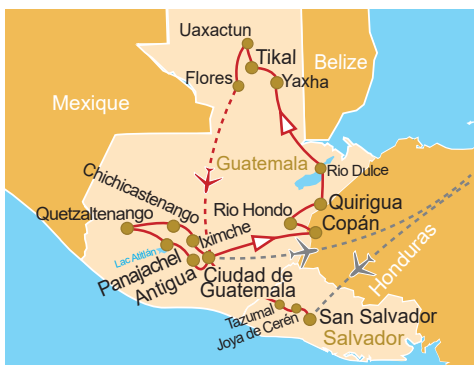 Uaxactun
Tikal
Belize
Flores
Yaxha
Mexique
Guatemala
Rio Dulce
Chichicastenango
Quirigua
Quetzaltenango
Rio Hondo
Copán
Iximche
Lac Atitlán
Panajachel
Antigua
Ciudad de
Guatemala
Honduras
Tazumal
San Salvador
Joya de Cerén
Salvador